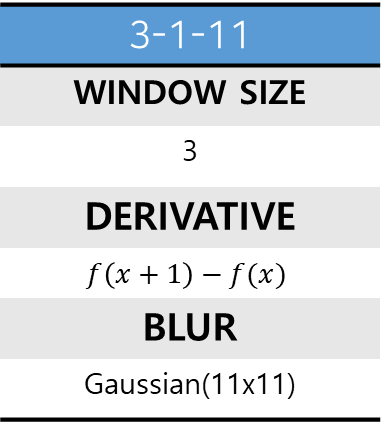 3-1-11
WINDOW SIZE
3
DERIVATIVE
f(x + 1) − f(x)
BLUR
Gaussian(11x11)